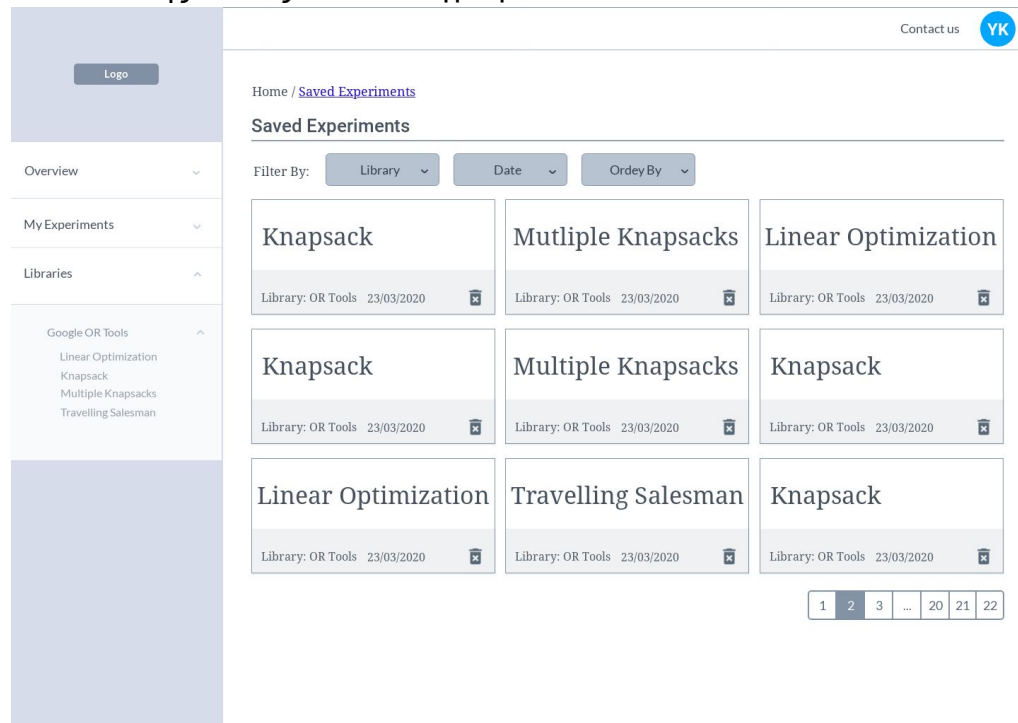 Contact us
YK
Logo
Home / Saved Experiments
Saved Experiments
Overview
My Experiments
Libraries
Google OR Tools
Linear Optimization
Knapsack
Multiple Knapsacks
Travelling Salesman
Filter By:
Library
Date
Ordey By
Knapsack
Library: OR Tools 23/03/2020
Mutliple Knapsacks
Library: OR Tools 23/03/2020
Linear Optimization
Library: OR Tools 23/03/2020
Knapsack
Library: OR Tools 23/03/2020
Multiple Knapsacks
Library: OR Tools 23/03/2020
Knapsack
Library: OR Tools 23/03/2020
Linear Optimization
Library: OR Tools 23/03/2020
Travelling Salesman
Library: OR Tools 23/03/2020
Knapsack
Library: OR Tools 23/03/2020
1 2 3 ... 20 21 22